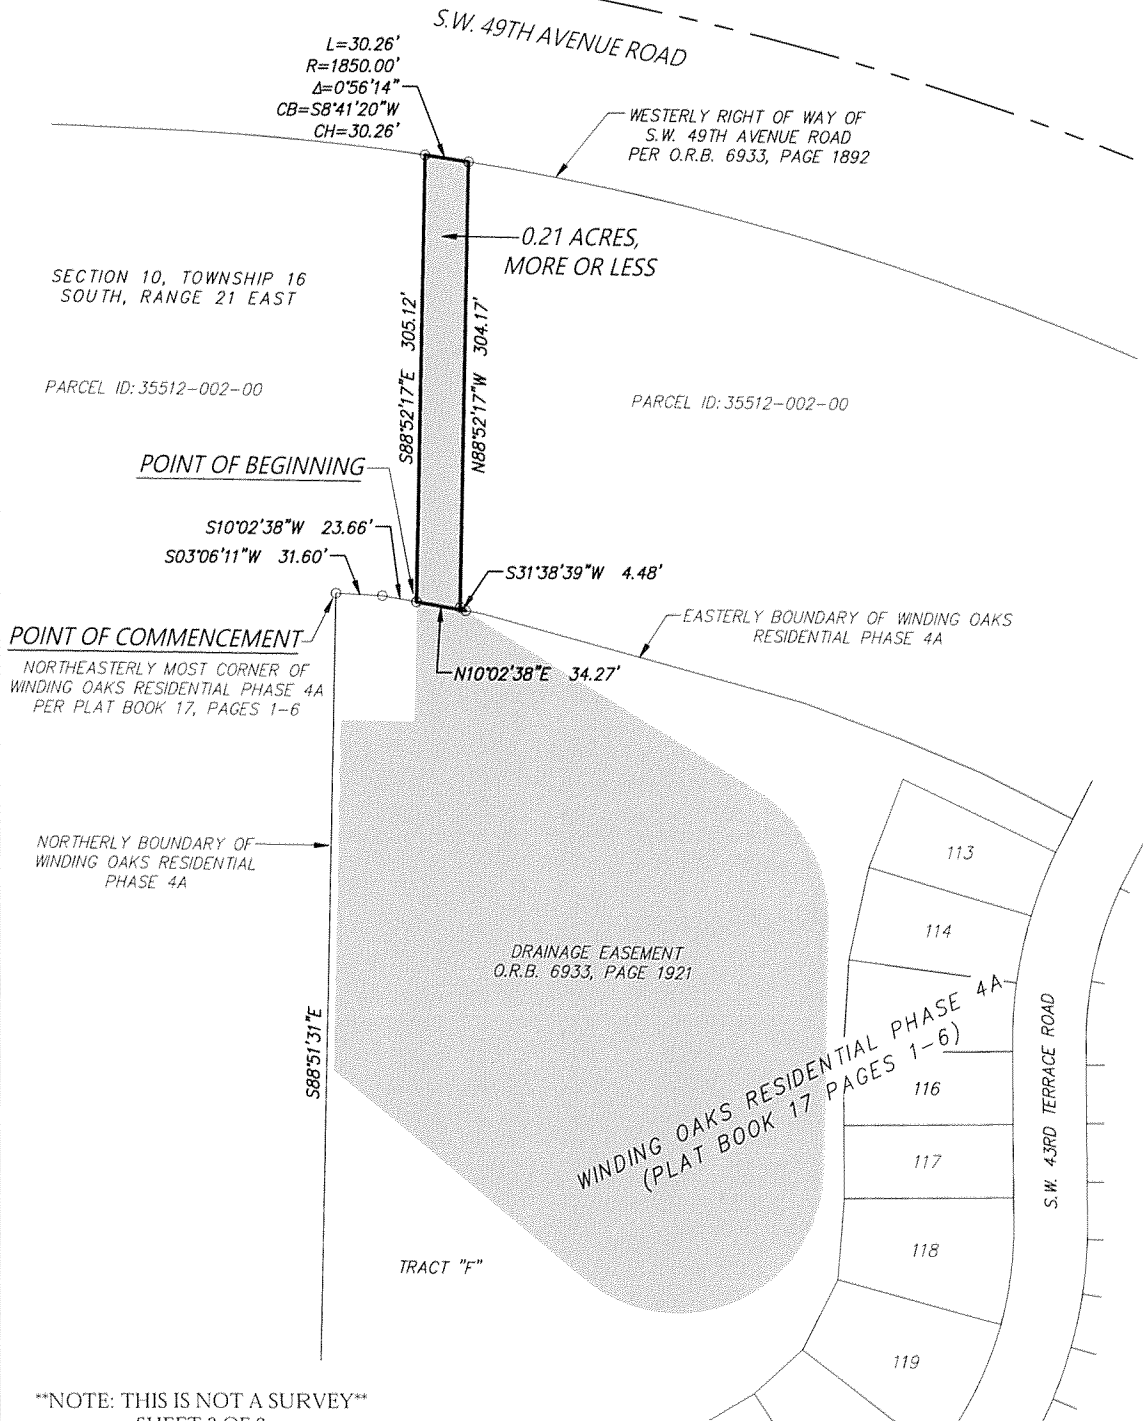 S.W. 49TH AVENUE ROAD
L=30.26'
R=1850.00'
Δ=0°56'14"
CB=S8°41'20"W
CH=30.26'
WESTERLY RIGHT OF WAY OF
S.W. 49TH AVENUE ROAD
PER O.R.B. 6933, PAGE 1892
0.21 ACRES,
MORE OR LESS
SECTION 10, TOWNSHIP 16
SOUTH, RANGE 21 EAST
S88°52'17"E 305.12'
N88°52'17"W 304.17'
PARCEL ID: 35512-002-00
PARCEL ID: 35512-002-00
POINT OF BEGINNING
S10°02'38"W 23.66'
S03°06'11"W 31.60'
S31°38'39"W 4.48'
POINT OF COMMENCEMENT
NORTHEASTERLY MOST CORNER OF
WINDING OAKS RESIDENTIAL PHASE 4A
PER PLAT BOOK 17, PAGES 1-6
EASTERLY BOUNDARY OF WINDING OAKS
RESIDENTIAL PHASE 4A
N10°02'38"E 34.27'
NORTHERLY BOUNDARY OF
WINDING OAKS RESIDENTIAL
PHASE 4A
113
114
DRAINAGE EASEMENT
O.R.B. 6933, PAGE 1921
WINDING OAKS RESIDENTIAL PHASE 4A
(PLAT BOOK 17 PAGES 1-6)
S88°51'31"E
116
117
S.W. 43RD TERRACE ROAD
118
TRACT "F"
119
**NOTE: THIS IS NOT A SURVEY**